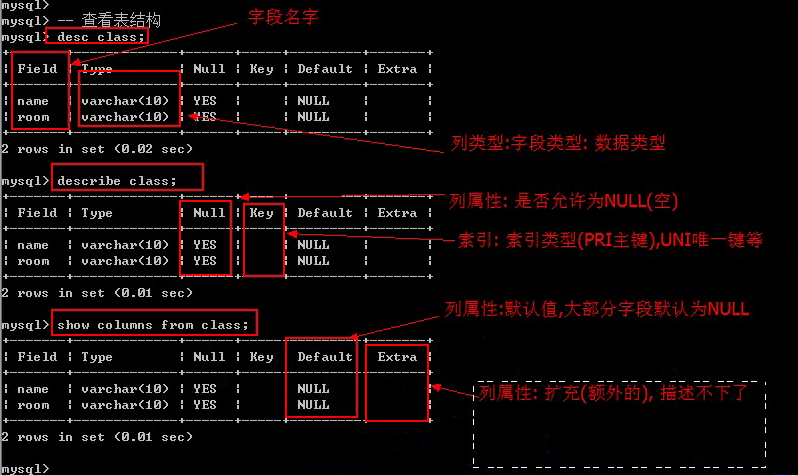 mysql>
mysql> -- 查看表结构
字段名字
mysql> desc class;
| Field | Type | Null | Key | Default | Extra |
| name | varchar(10) | YES | | NULL | |
| room | varchar(10) | YES | | NULL | |
列类型:字段类型: 数据类型
2 rows in set (0.02 sec)
mysql> describe class;
列属性: 是否允许为NULL(空)
| Field | Type | Null | Key | Default | Extra |
索引: 索引类型(PRI主键),UNI唯一键等
| name | varchar(10) | YES | | NULL | |
| room | varchar(10) | YES | | NULL | |
2 rows in set (0.01 sec)
列属性:默认值,大部分字段默认为NULL
mysql> show columns from class;
| Field | Type | Null | Key | Default | Extra |
| name | varchar(10) | YES | | NULL | |
列属性: 扩充(额外的), 描述不下了
| room | varchar(10) | YES | | NULL | |
2 rows in set (0.01 sec)
mysql>